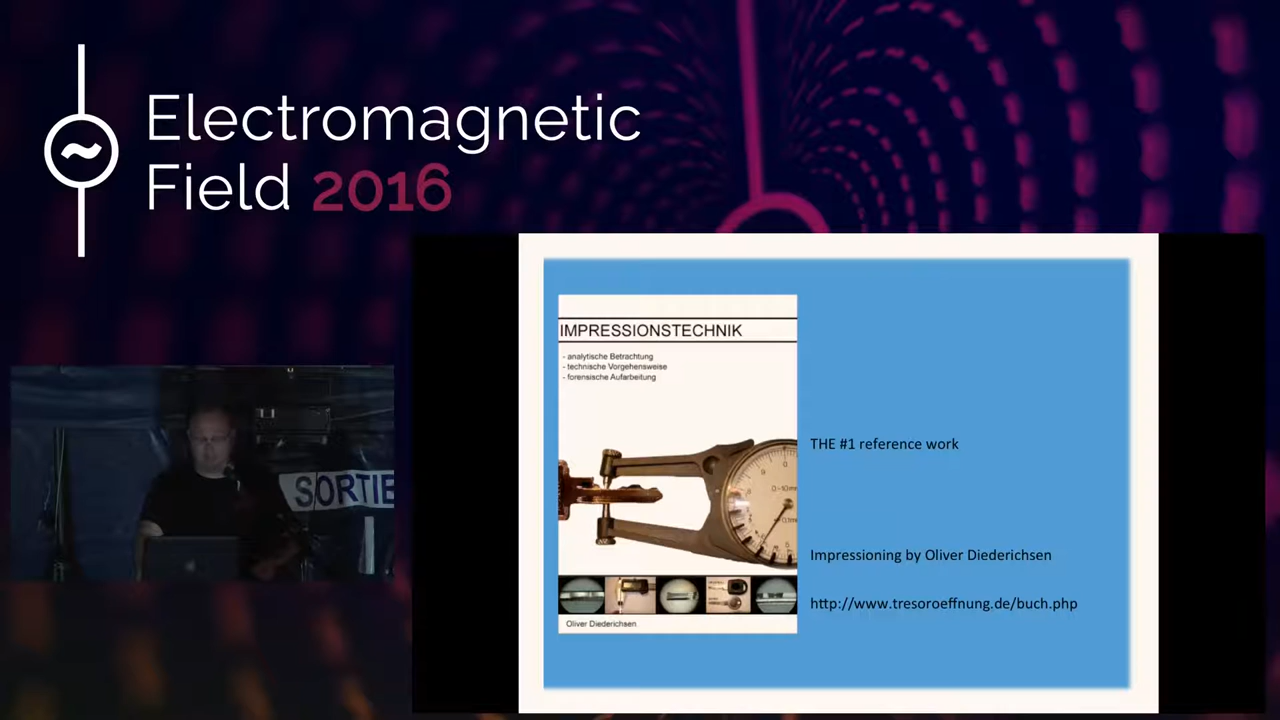 Electromagnetic
Field 2016
SORTIE
IMPRESSIONSTECHNIK
- analytische Betrachtung
- technische Vorgehensweise
- forensische Aufarbeitung
Oliver Diederichsen
THE #1 reference work
Impressioning by Oliver Diederichsen
http://www.tresoroeffnung.de/buch.php